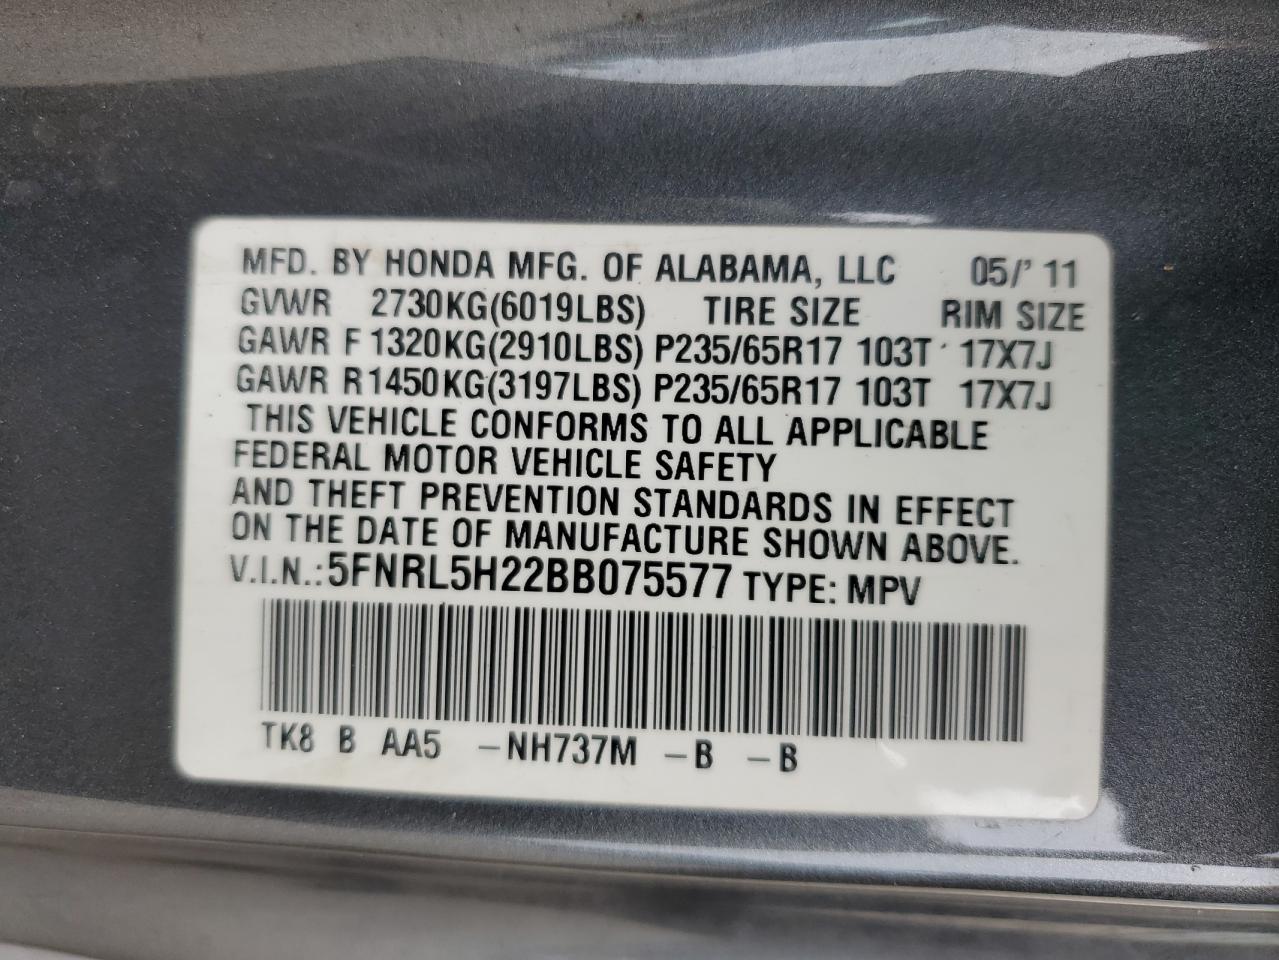 MFD. BY HONDA MFG. OF ALABAMA, LLC 05/' 11
GVWR 2730KG(6019LBS) TIRE SIZE RIM SIZE
GAWR F 1320KG(2910LBS) P235/65R17 103T 17X7J
GAWR R 1450KG(3197LBS) P235/65R17 103T 17X7J
THIS VEHICLE CONFORMS TO ALL APPLICABLE
FEDERAL MOTOR VEHICLE SAFETY
AND THEFT PREVENTION STANDARDS IN EFFECT
ON THE DATE OF MANUFACTURE SHOWN ABOVE.
V.I.N.: 5FNRL5H22BB075577 TYPE: MPV
TK8 B AA5 -NH737M -B -B